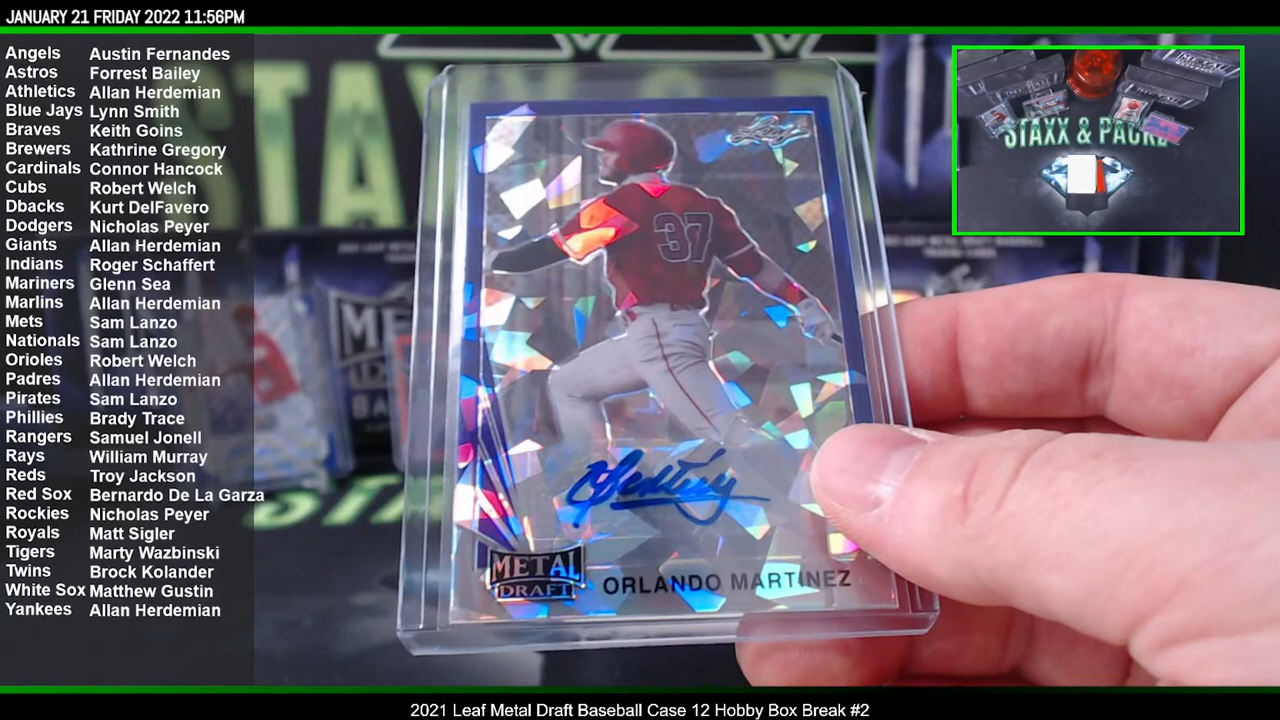 JANUARY 21 FRIDAY 2022 11:56PM
Angels Austin Fernandes
Astros Forrest Bailey
Athletics Allan Herdemian
Blue Jays Lynn Smith
Braves Keith Goins
Brewers Kathrine Gregory
Cardinals Connor Hancock
Cubs Robert Welch
Dbacks Kurt DelFavero
Dodgers Nicholas Peyer
Giants Allan Herdemian
Indians Roger Schaffert
Mariners Glenn Sea
Marlins Allan Herdemian
Mets Sam Lanzo
Nationals Sam Lanzo
Orioles Robert Welch
Padres Allan Herdemian
Pirates Sam Lanzo
Phillies Brady Trace
Rangers Samuel Jonell
Rays William Murray
Reds Troy Jackson
Red Sox Bernardo De La Garza
Rockies Nicholas Peyer
Royals Matt Sigler
Tigers Marty Wazbinski
Twins Brock Kolander
White Sox Matthew Gustin
Yankees Allan Herdemian
Leaf
37
METAL
DRAFT
ORLANDO MARTINEZ
STAXX & PACK
2021 Leaf Metal Draft Baseball Case 12 Hobby Box Break #2